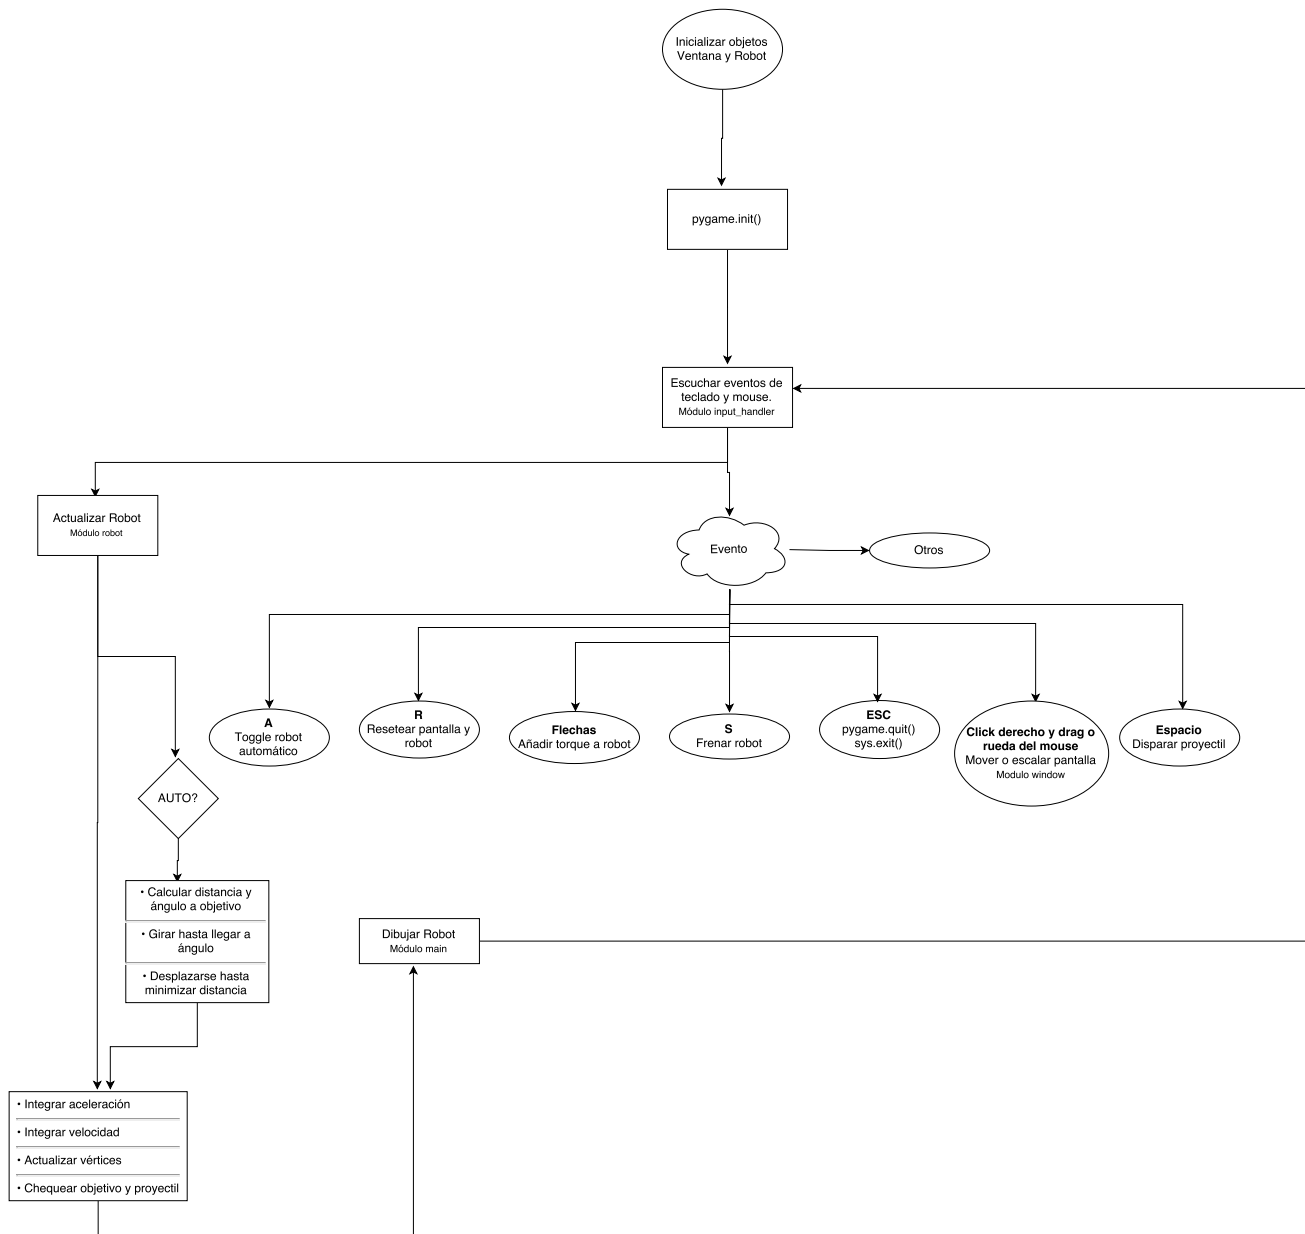 Inicializar objetos
Ventana y Robot
pygame.init()
Escuchar eventos de
teclado y mouse.
Módulo input_handler
Actualizar Robot
Módulo robot
Evento
Otros
A
Toggle robot
automático
R
Resetear pantalla y
robot
Flechas
Añadir torque a robot
S
Frenar robot
ESC
pygame.quit()
sys.exit()
Click derecho y drag o
rueda del mouse
Mover o escalar pantalla
Modulo window
Espacio
Disparar proyectil
AUTO?
• Calcular distancia y
ángulo a objetivo
• Girar hasta llegar a
ángulo
• Desplazarse hasta
minimizar distancia
Dibujar Robot
Módulo main
• Integrar aceleración
• Integrar velocidad
• Actualizar vértices
• Chequear objetivo y proyectil